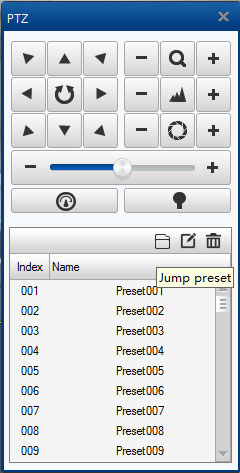 PTZ
Jump preset
Index Name
001 Preset001
002 Preset002
003 Preset003
004 Preset004
005 Preset005
006 Preset006
007 Preset007
008 Preset008
009 Preset009